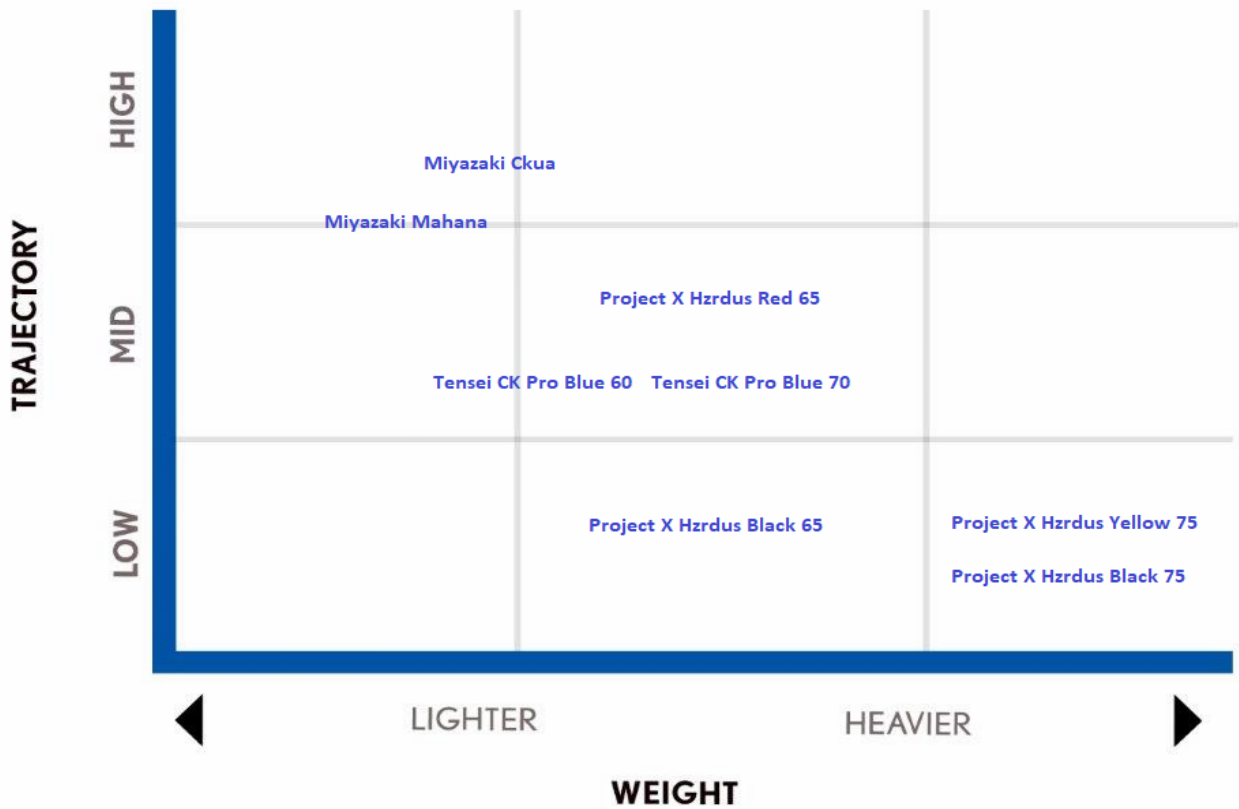 HIGH
Miyazaki Ckua
Miyazaki Mahana
TRAJECTORY
MID
Project X Hzrdus Red 65
Tensei CK Pro Blue 60 Tensei CK Pro Blue 70
LOW
Project X Hzrdus Black 65 Project X Hzrdus Yellow 75
Project X Hzrdus Black 75
LIGHTER HEAVIER
WEIGHT